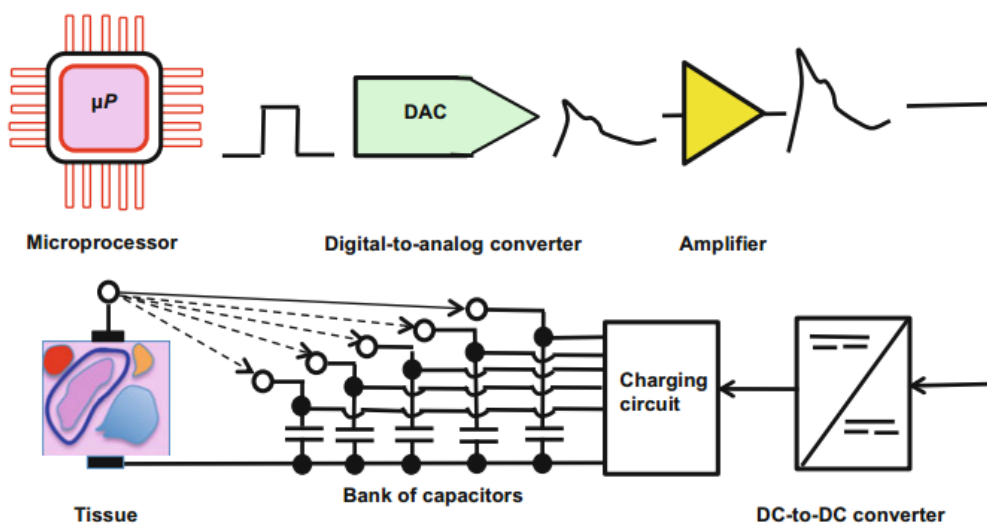 µP
DAC
Microprocessor
Digital-to-analog converter
Amplifier
Charging
circuit
Bank of capacitors
Tissue
DC-to-DC converter